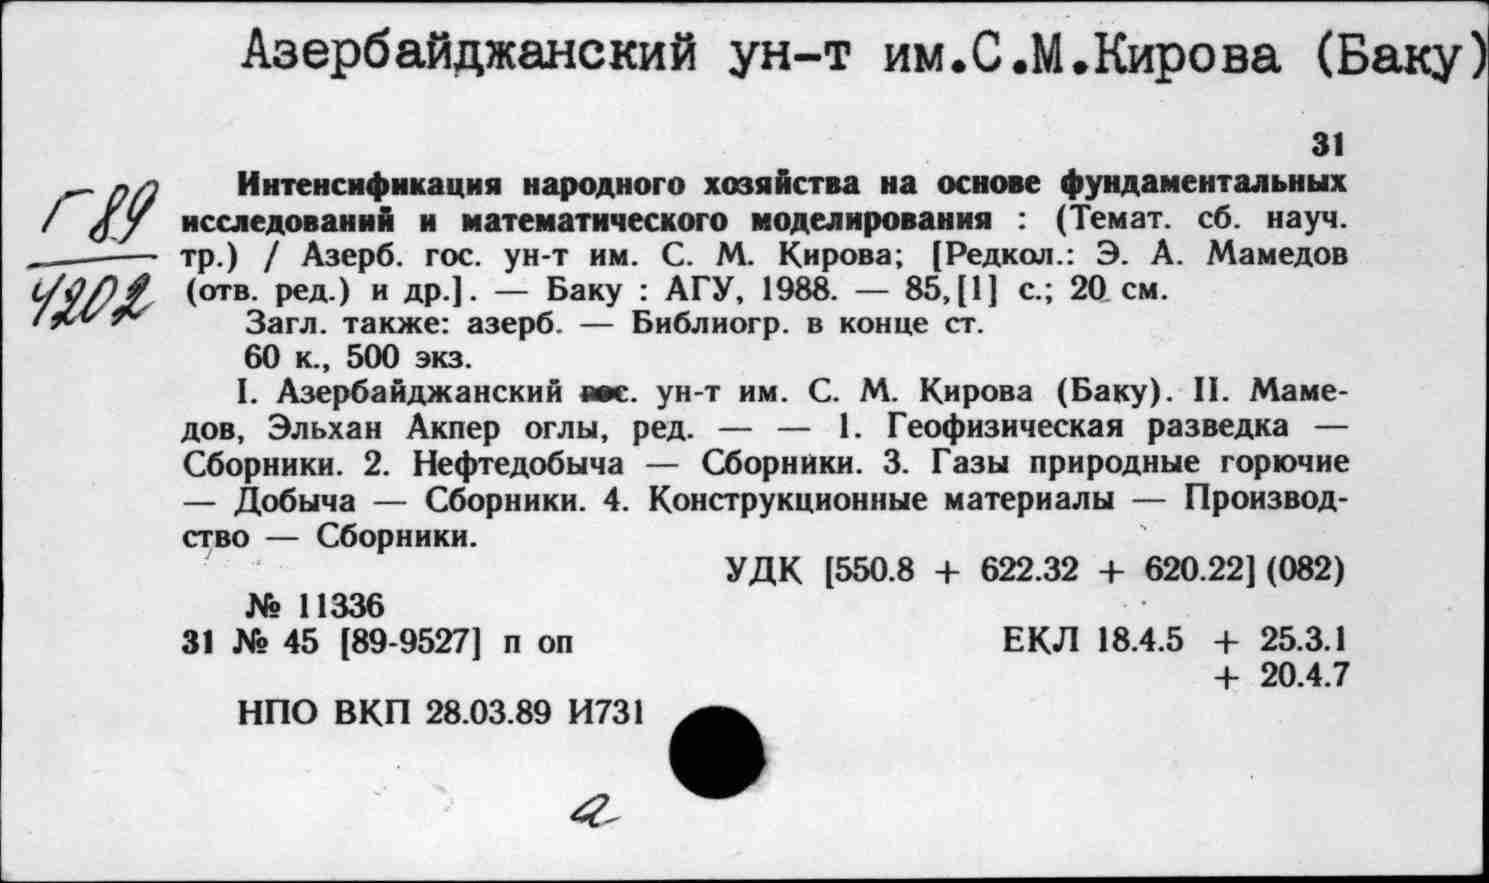 Азербайджанский ун-т им.С.М.Кирова (Баку)
31
Г 89
4202
Интенсификация народного хозяйства на основе фундаментальных
исследований и математического моделирования : (Темат. сб. науч.
тр.) / Азерб. гос. ун-т им. С. М. Кирова; [Редкол.: Э. А. Мамедов
(отв. ред.) и др.]. — Баку : АГУ, 1988. — 85,[1] с.; 20 см.
Загл. также: азерб. — Библиогр. в конце ст.
60 к., 500 экз.
I. Азербайджанский гос. ун-т им. С. М. Кирова (Баку). II. Маме-
дов, Эльхан Акпер оглы, ред. — — 1. Геофизическая разведка —
Сборники. 2. Нефтедобыча — Сборники. 3. Газы природные горючие
— Добыча — Сборники. 4. Конструкционные материалы — Производ-
ство — Сборники.
УДК [550.8 + 622.32 + 620.22] (082)
№ 11336
31 № 45 [89-9527] п оп ЕКЛ 18.4.5 + 25.3.1
+ 20.4.7
НПО ВКП 28.03.89 И731
а